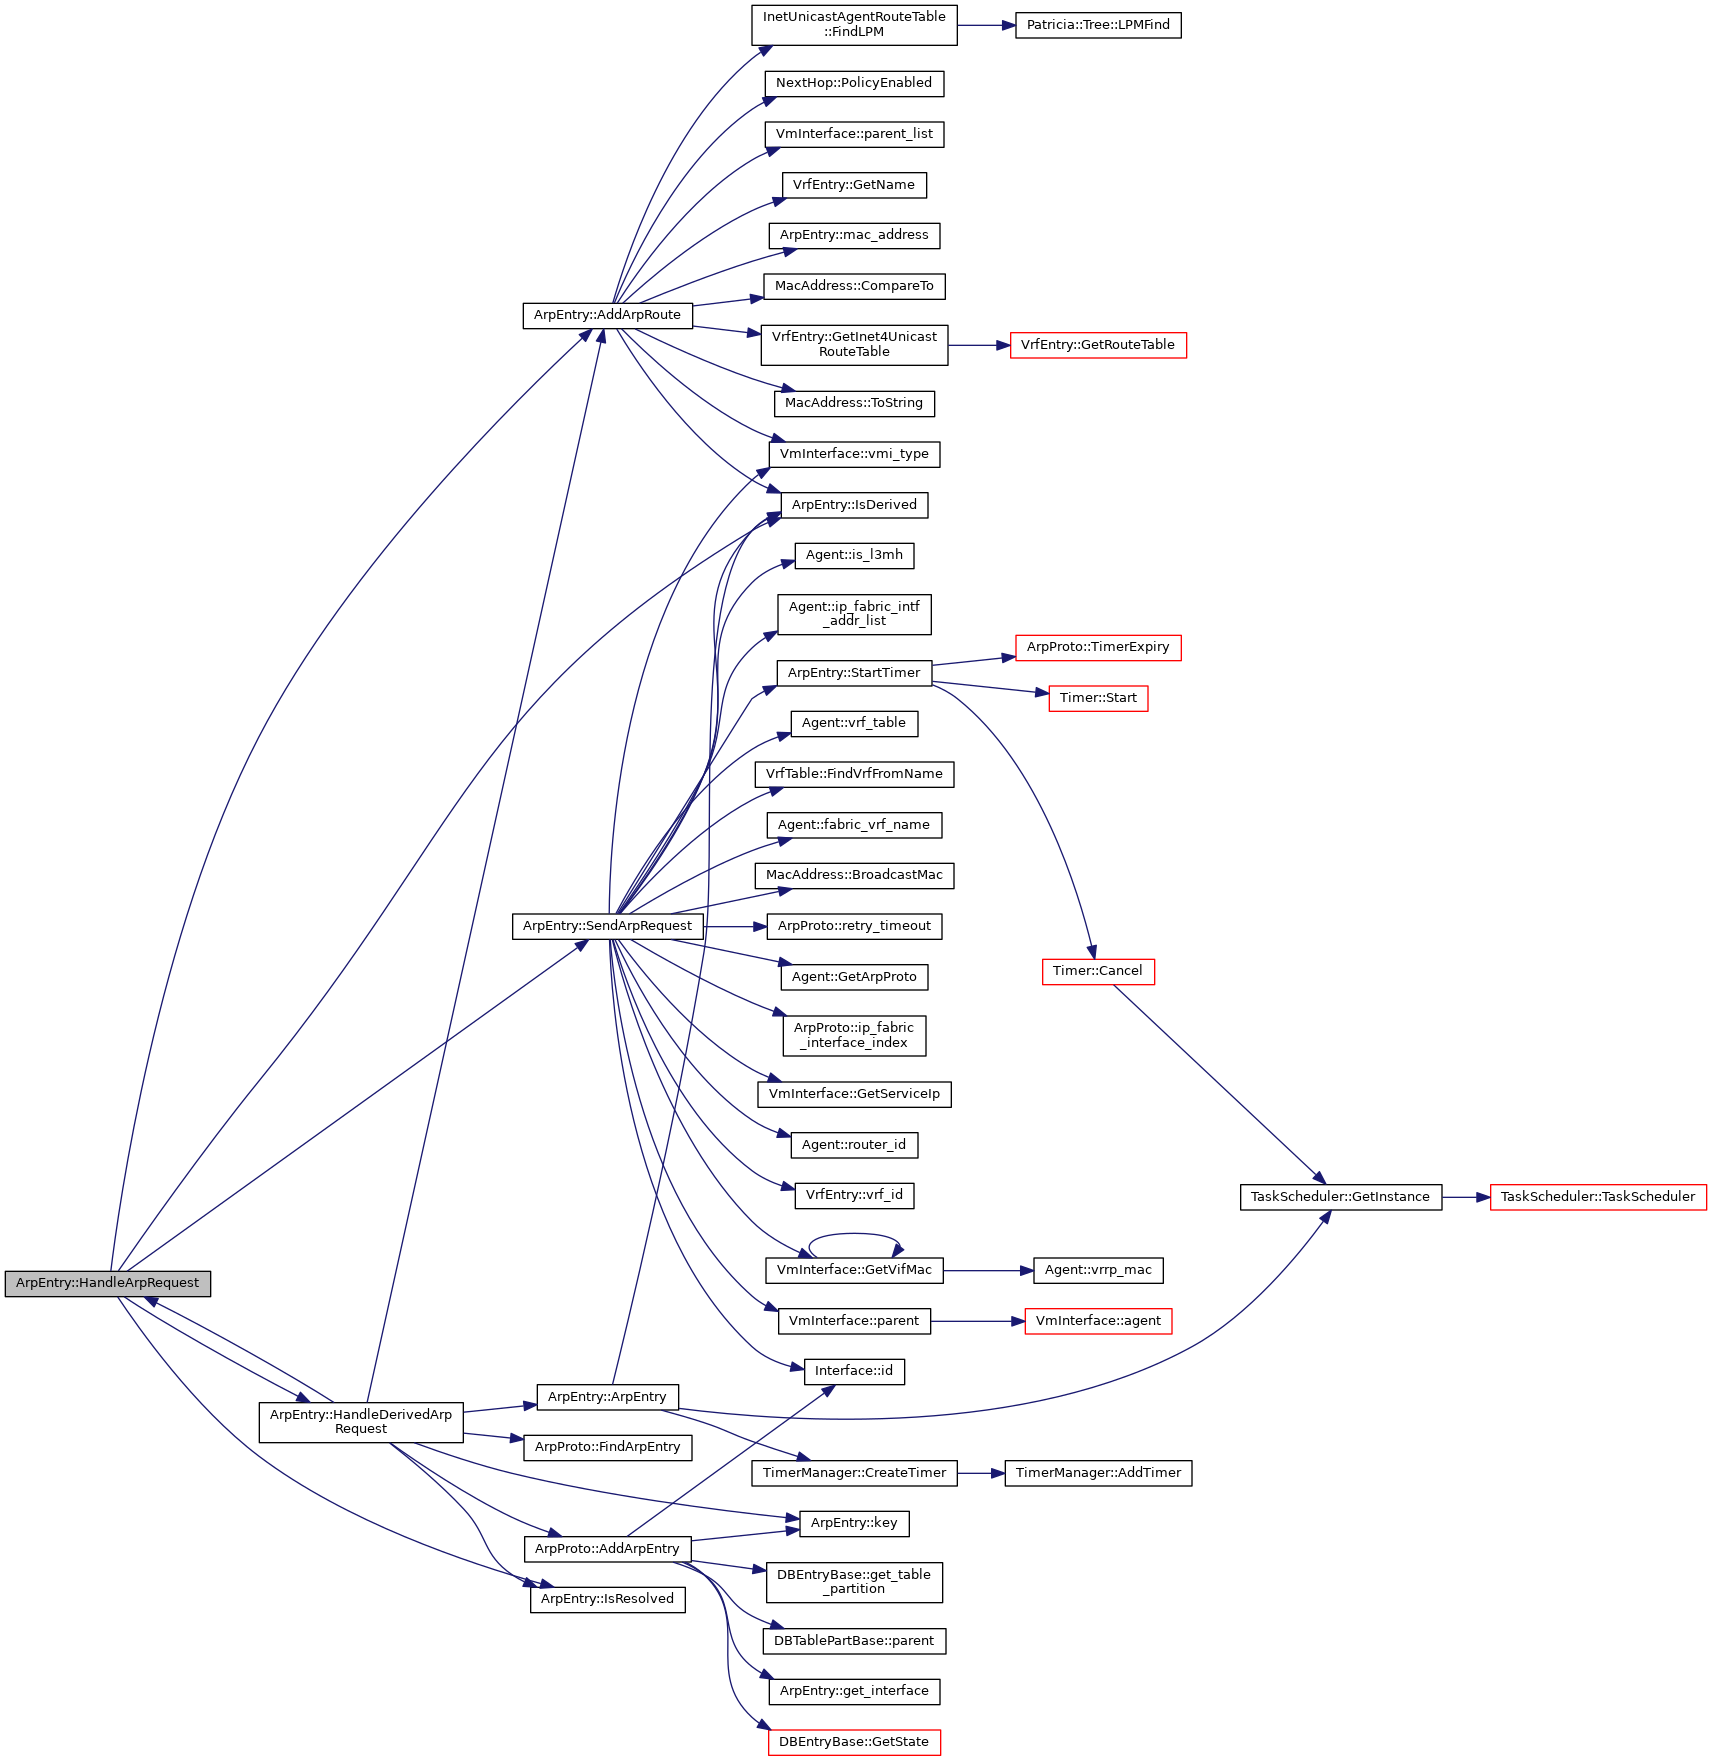 InetUnicastAgentRouteTable
::FindLPM
Patricia::Tree::LPMFind
NextHop::PolicyEnabled
VmInterface::parent_list
VrfEntry::GetName
ArpEntry::mac_address
MacAddress::CompareTo
ArpEntry::AddArpRoute
VrfEntry::GetInet4Unicast
RouteTable
VrfEntry::GetRouteTable
MacAddress::ToString
VmInterface::vmi_type
ArpEntry::IsDerived
Agent::is_l3mh
Agent::ip_fabric_intf
_addr_list
ArpProto::TimerExpiry
ArpEntry::StartTimer
Timer::Start
Agent::vrf_table
VrfTable::FindVrfFromName
Agent::fabric_vrf_name
MacAddress::BroadcastMac
ArpEntry::SendArpRequest
ArpProto::retry_timeout
Agent::GetArpProto
Timer::Cancel
ArpProto::ip_fabric
_interface_index
VmInterface::GetServiceIp
Agent::router_id
VrfEntry::vrf_id
TaskScheduler::GetInstance
TaskScheduler::TaskScheduler
VmInterface::GetVifMac
Agent::vrrp_mac
ArpEntry::HandleArpRequest
VmInterface::parent
VmInterface::agent
Interface::id
ArpEntry::ArpEntry
ArpEntry::HandleDerivedArp
Request
ArpProto::FindArpEntry
TimerManager::CreateTimer
TimerManager::AddTimer
ArpEntry::key
ArpProto::AddArpEntry
DBEntryBase::get_table
_partition
ArpEntry::IsResolved
DBTablePartBase::parent
ArpEntry::get_interface
DBEntryBase::GetState